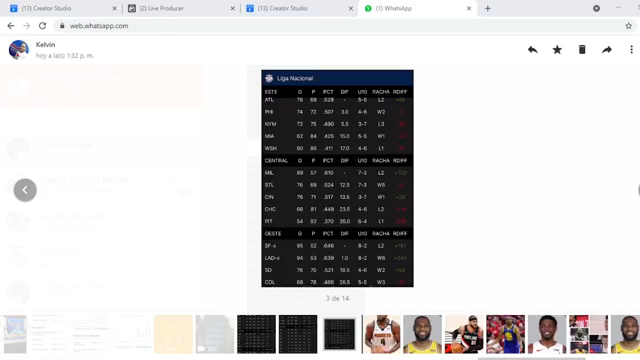 (13) Creator Studio
(2) Live Producer
(13) Creator Studio
(1) WhatsApp
web.whatsapp.com
Kelvin
hoy a la(s) 1:32 p. m.
Liga Nacional
ESTE G P PCT DIF U10 RACHA RDIFF
ATL 76 68 .528 - 5-5 L2
PHI 74 72 .507 3.0 4-6 W2
NYM 72 75 .490 5.5 3-7 L3
MIA 62 84 .425 15.0 5-5 W1
WSH 60 86 .411 17.0 4-6 L1
CENTRAL G P PCT DIF U10 RACHA RDIFF
MIL 89 57 .610 - 7-3 L2
STL 76 69 .524 12.5 7-3 W5
CIN 76 71 .517 13.5 3-7 W1
CHC 66 81 .449 23.5 4-6 L2
PIT 54 92 .370 35.0 6-4 L1
OESTE G P PCT DIF U10 RACHA RDIFF
SF-x 95 52 .646 - 8-2 L2
LAD-x 94 53 .639 1.0 8-2 W5
SD 76 70 .521 18.5 4-6 W2
COL 68 78 .466 26.5 5-5 W3
3 de 14